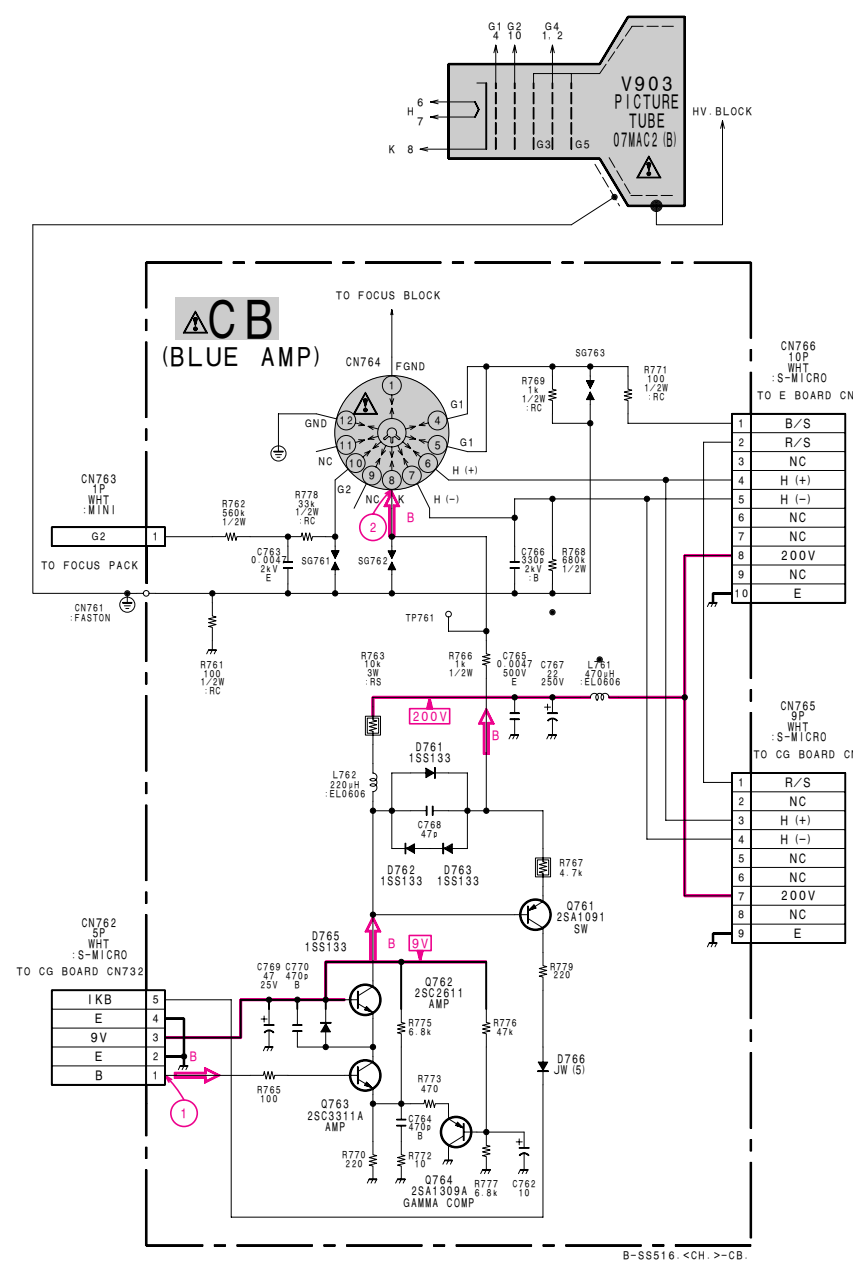 G1
4
G2
10
G4
1, 2
6
H
7
K 8
G3
G5
V903
PICTURE
TUBE
07MAC2 (B)
HV. BLOCK
CB
(BLUE AMP)
TO FOCUS BLOCK
CN764
FGND
1
12
4
11
5
10
6
9
8
7
GND
NC
G2
NC
K
G1
G1
H (+)
H (-)
2
B
SG763
R769
1k
1/2W
:RC
R771
100
1/2W
:RC
CN766
10P
WHT
:S-MICRO
TO E BOARD CN
1 B/S
2 R/S
3 NC
4 H (+)
5 H (-)
6 NC
7 NC
8 200V
9 NC
10 E
CN763
1P
WHT
:MINI
G2 1
TO FOCUS PACK
R762
560k
1/2W
R778
33k
1/2W
:RC
C763
0.0047
2kV
E
SG761
SG762
C766
330p
2kV
:B
R768
680k
1/2W
CN761
:FASTON
R761
100
1/2W
:RC
TP761
R763
10k
3W
:RS
R766
1k
1/2W
C765
0.0047
500V
E
C767
22
250V
L761
470μH
:EL0606
200V
B
CN765
9P
WHT
:S-MICRO
TO CG BOARD CN
1 R/S
2 NC
3 H (+)
4 H (-)
5 NC
6 NC
7 200V
8 NC
9 E
D761
1SS133
L762
220μH
:EL0606
C768
47p
D762
1SS133
D763
1SS133
R767
4.7k
Q761
2SA1091
SW
CN762
5P
WHT
:S-MICRO
TO CG BOARD CN732
IKB 5
E 4
9V 3
E 2
B 1
B
1
D765
1SS133
B
9V
C769
47
25V
C770
470p
B
Q762
2SC2611
AMP
R775
6.8k
R776
47k
R779
220
D766
JW (5)
R765
100
Q763
2SC3311A
AMP
R773
470
C764
470p
B
R770
220
R772
10
Q764
2SA1309A
GAMMA COMP
R777
6.8k
C762
10
B-SS516.<CH.>-CB.